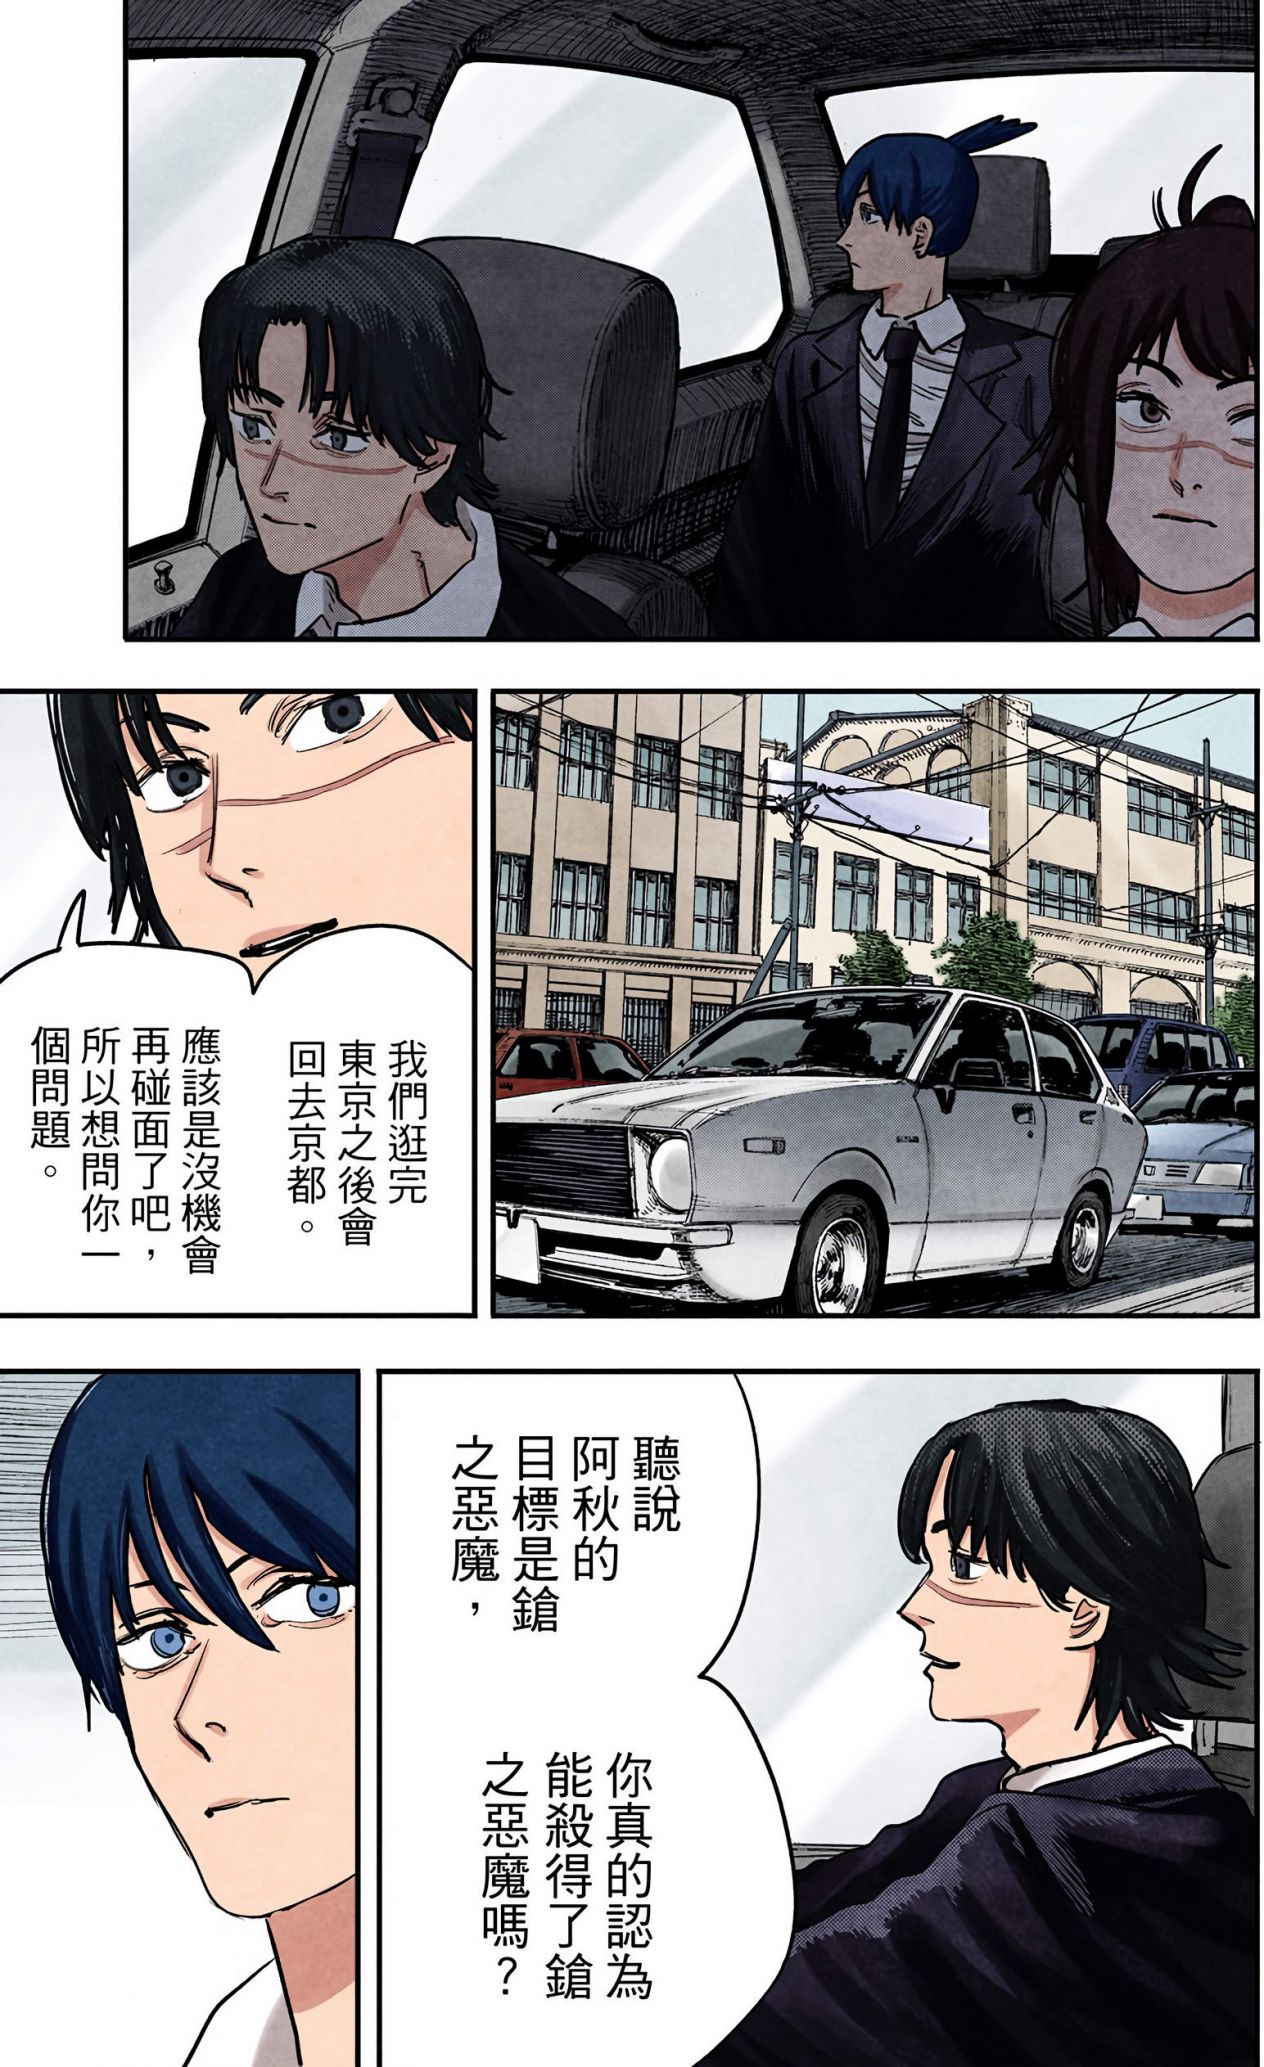 我們逛完
東京之後會
回去京都。
應該是沒機會
再碰面了吧，
所以想問你一
個問題。
聽說
阿秋的
目標是鎗
之惡魔，
你真的認為
能殺得了鎗
之惡魔嗎？